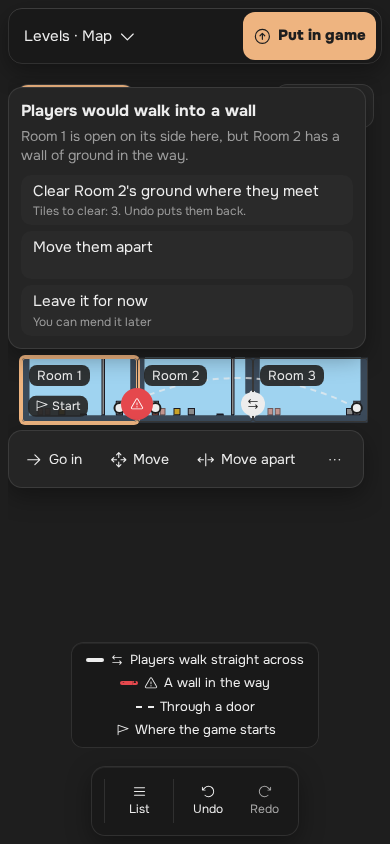 Levels · Map
Put in game
Players would walk into a wall
Room 1 is open on its side here, but Room 2 has a
wall of ground in the way.
Clear Room 2's ground where they meet
Tiles to clear: 3. Undo puts them back.
Move them apart
Leave it for now
You can mend it later
Room 1
Room 2
Room 3
Start
Go in
Move
Move apart
...
Players walk straight across
A wall in the way
Through a door
Where the game starts
List
Undo
Redo